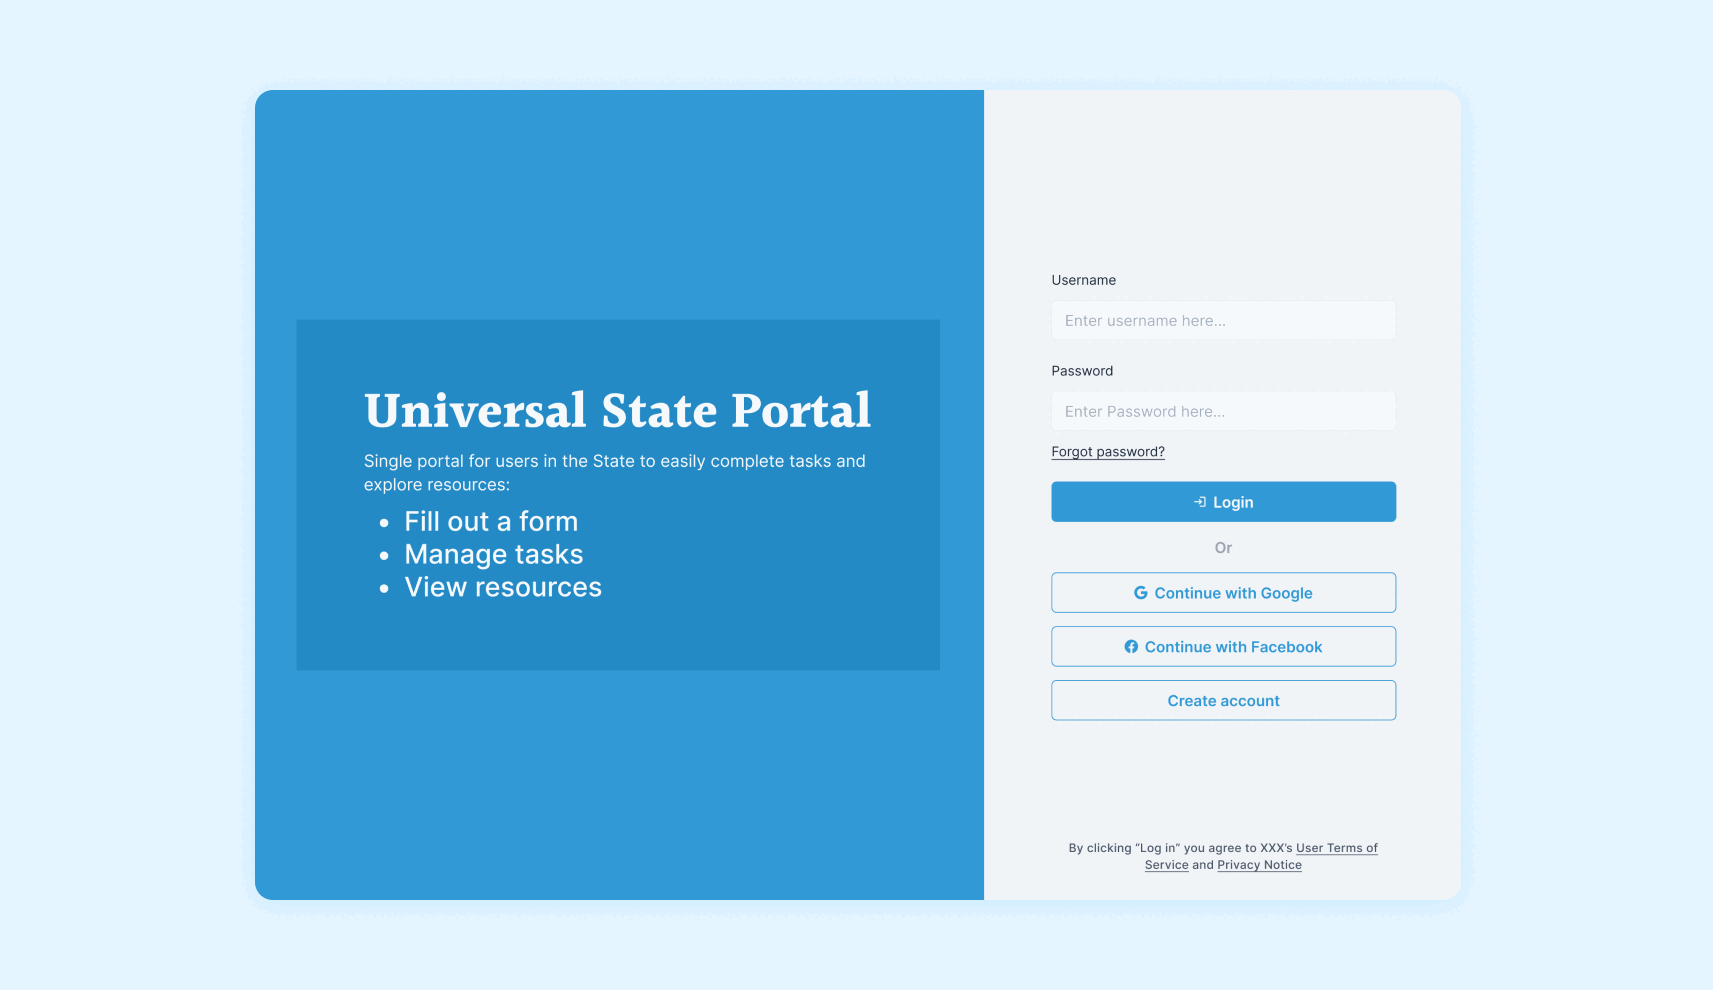 Universal State Portal
Single portal for users in the State to easily complete tasks and
explore resources:
• Fill out a form
• Manage tasks
• View resources
Username
Enter username here...
Password
Enter Password here...
Forgot password?
Login
Or
Continue with Google
Continue with Facebook
Create account
By clicking “Log in” you agree to XXX’s User Terms of
Service and Privacy Notice